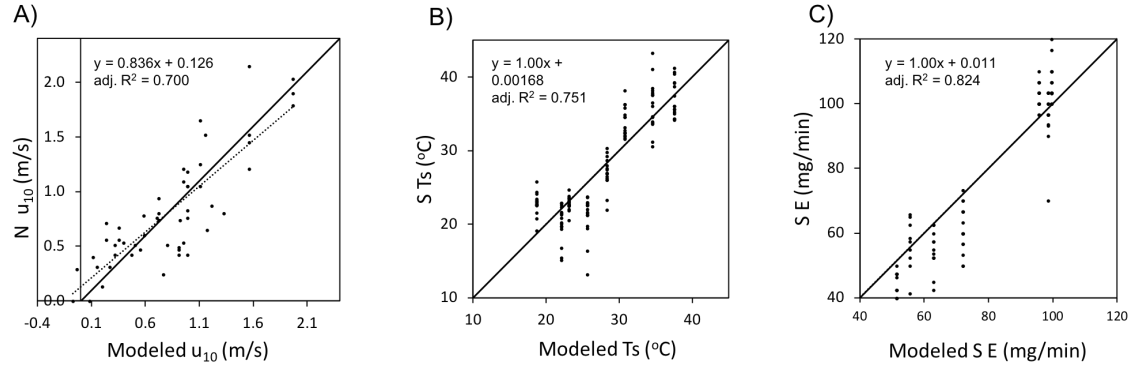 A)
y = 0.836x + 0.126
adj. R² = 0.700
N u₁₀ (m/s)
2.0
1.5
1.0
0.5
0.0
-0.4 0.1 0.6 1.1 1.6 2.1
Modeled u₁₀ (m/s)
B)
y = 1.00x +
0.00168
adj. R² = 0.751
S Ts (°C)
40
30
20
10
10 20 30 40
Modeled Ts (°C)
C)
y = 1.00x + 0.011
adj. R² = 0.824
S E (mg/min)
120
100
80
60
40
40 60 80 100 120
Modeled S E (mg/min)